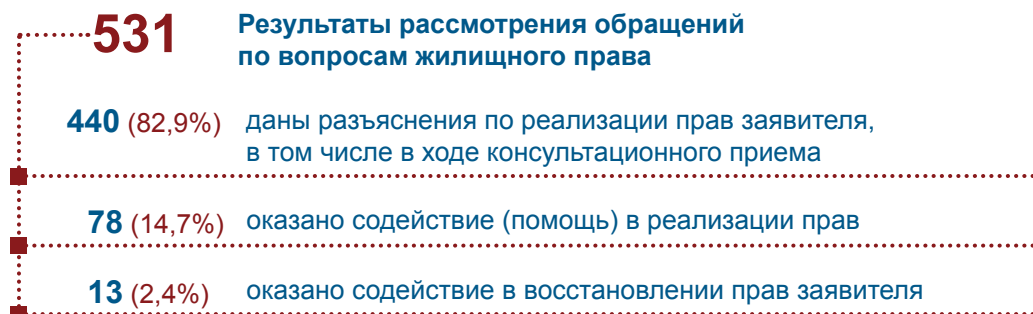 531 Результаты рассмотрения обращений
по вопросам жилищного права
440 (82,9%) даны разъяснения по реализации прав заявителя,
в том числе в ходе консультационного приема
78 (14,7%) оказано содействие (помощь) в реализации прав
13 (2,4%) оказано содействие в восстановлении прав заявителя